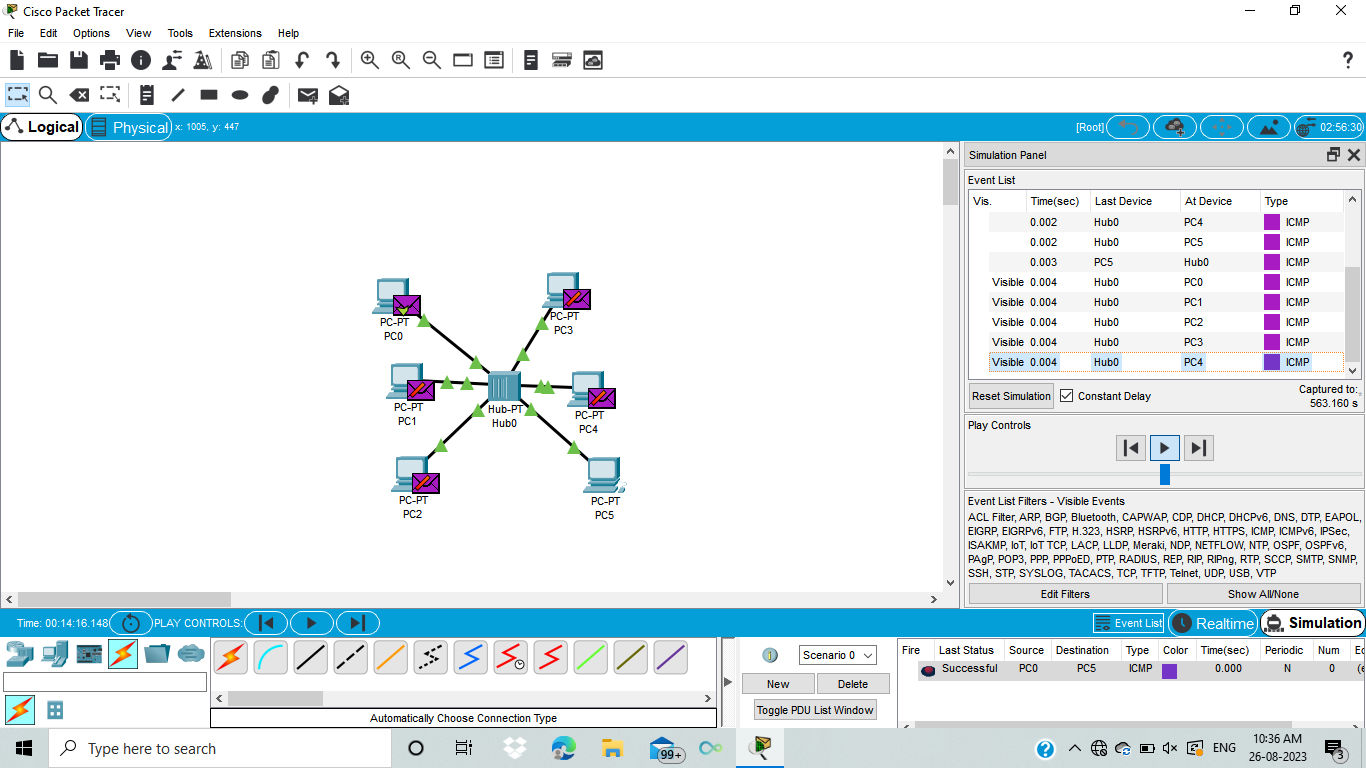 Cisco Packet Tracer
File Edit Options View Tools Extensions Help
?
Logical Physical x: 1005, y: 447 [Root] 02:56:30
Simulation Panel
Event List
Vis. Time(sec) Last Device At Device Type
0.002 Hub0 PC4 ICMP
0.002 Hub0 PC5 ICMP
0.003 PC5 Hub0 ICMP
Visible 0.004 Hub0 PC0 ICMP
Visible 0.004 Hub0 PC1 ICMP
Visible 0.004 Hub0 PC2 ICMP
Visible 0.004 Hub0 PC3 ICMP
Visible 0.004 Hub0 PC4 ICMP
Reset Simulation Constant Delay Captured to:
563.160 s
Play Controls
Event List Filters - Visible Events
ACL Filter, ARP, BGP, Bluetooth, CAPWAP, CDP, DHCP, DHCPv6, DNS, DTP, EAPOL,
EIGRP, EIGRPv6, FTP, H.323, HSRP, HSRPv6, HTTP, HTTPS, ICMP, ICMPv6, IPSec,
ISAKMP, IoT, IoT TCP, LACP, LLDP, Meraki, NDP, NETFLOW, NTP, OSPF, OSPFv6,
PAgP, POP3, PPP, PPPoED, PTP, RADIUS, REP, RIP, RIPng, RTP, SCCP, SMTP, SNMP,
SSH, STP, SYSLOG, TACACS, TCP, TFTP, Telnet, UDP, USB, VTP
Edit Filters Show All/None
PC-PT
PC0
PC-PT
PC3
PC-PT
PC1
Hub-PT
Hub0
PC-PT
PC4
PC-PT
PC2
PC-PT
PC5
Time: 00:14:16.148 PLAY CONTROLS: Event List Realtime Simulation
Automatically Choose Connection Type
Scenario 0
New Delete
Toggle PDU List Window
Fire Last Status Source Destination Type Color Time(sec) Periodic Num Ec
Successful PC0 PC5 ICMP 0.000 N 0 (e
Type here to search
99+
ENG
10:36 AM
26-08-2023
3